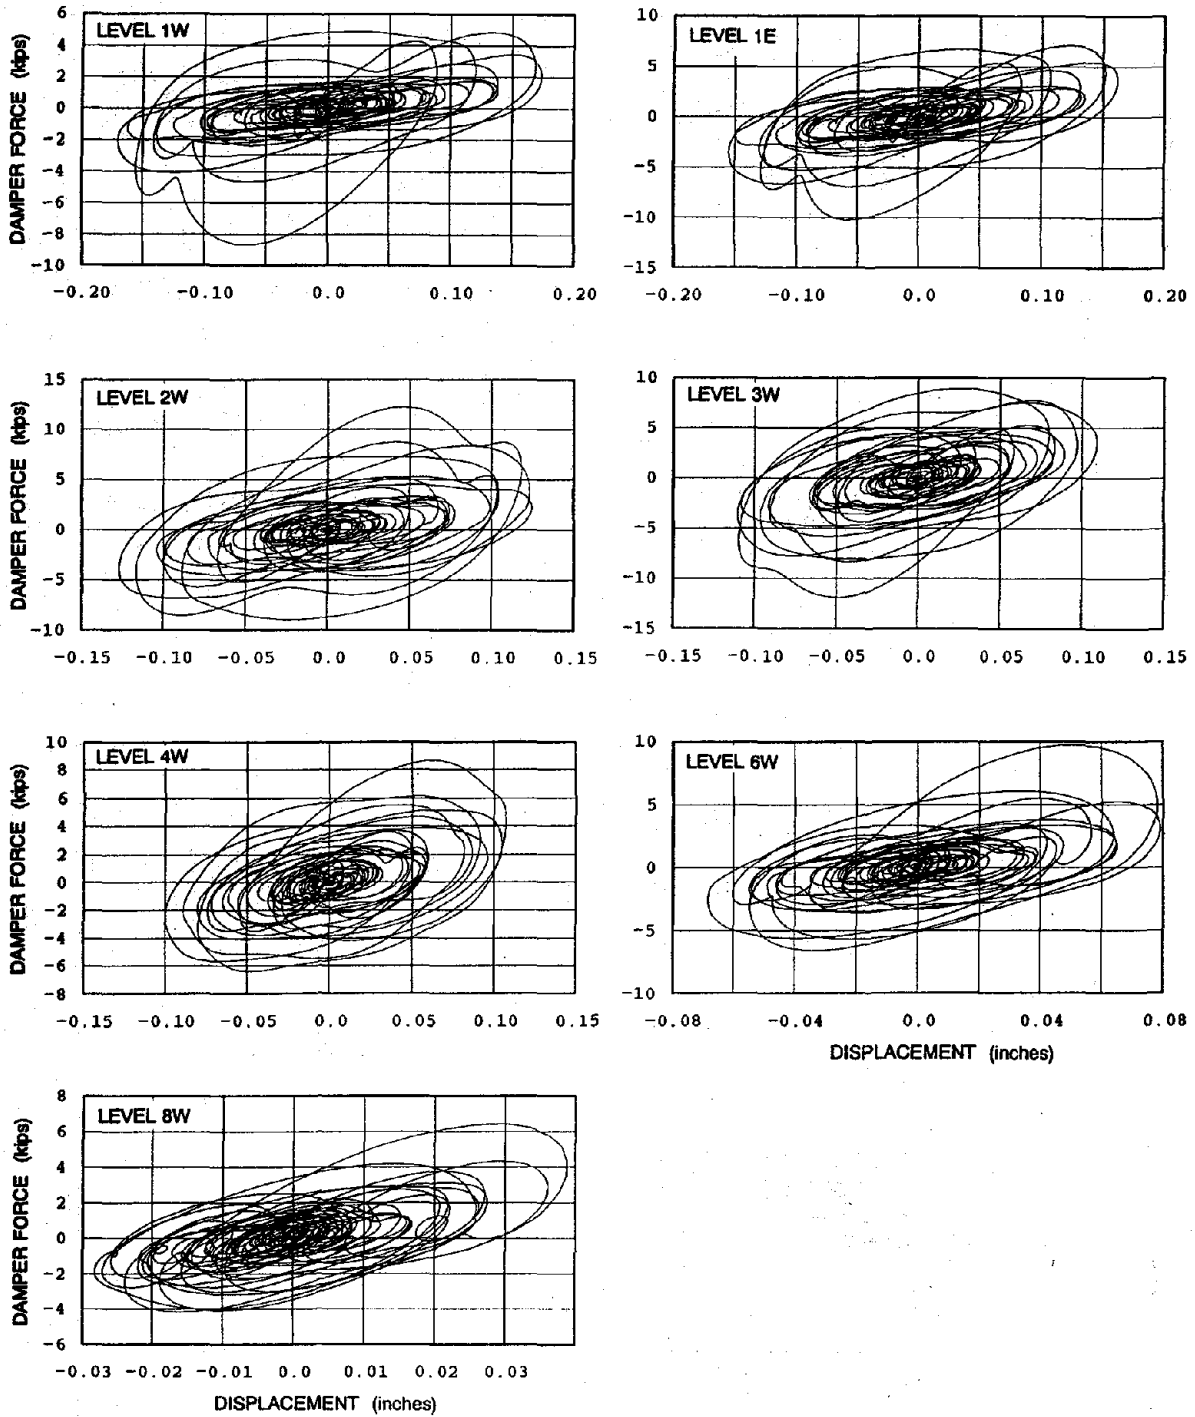 LEVEL 1W
DAMPER FORCE (kips)
6
4
2
0
-2
-4
-6
-8
-10
-0.20 -0.10 0.0 0.10 0.20
LEVEL 1E
10
5
0
-5
-10
-15
-0.20 -0.10 0.0 0.10 0.20
LEVEL 2W
DAMPER FORCE (kips)
15
10
5
0
-5
-10
-0.15 -0.10 -0.05 0.0 0.05 0.10 0.15
LEVEL 3W
10
5
0
-5
-10
-15
-0.15 -0.10 -0.05 0.0 0.05 0.10 0.15
LEVEL 4W
DAMPER FORCE (kips)
10
8
6
4
2
0
-2
-4
-6
-8
-0.15 -0.10 -0.05 0.0 0.05 0.10 0.15
LEVEL 6W
10
5
0
-5
-10
-0.08 -0.04 0.0 0.04 0.08
DISPLACEMENT (inches)
LEVEL 8W
DAMPER FORCE (kips)
8
6
4
2
0
-2
-4
-6
-0.03 -0.02 -0.01 0.0 0.01 0.02 0.03
DISPLACEMENT (inches)